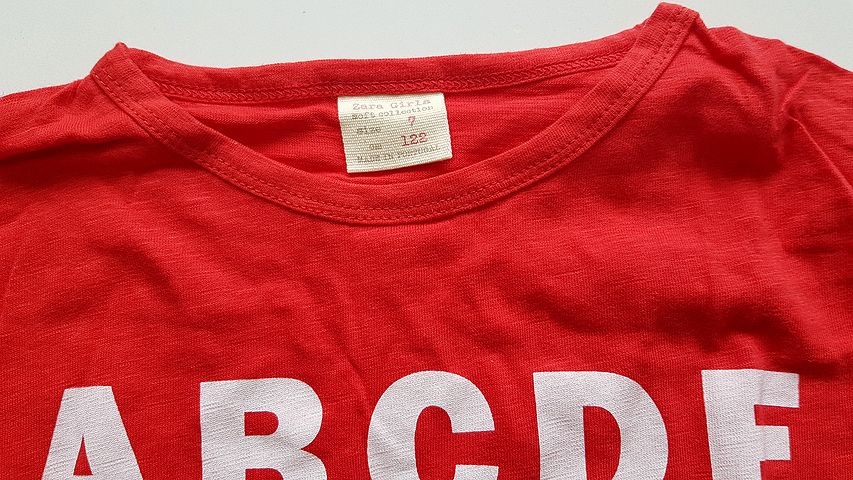 Zara Girls
soft collection
size 7
cm 122
MADE IN PORTUGAL
ABCDE